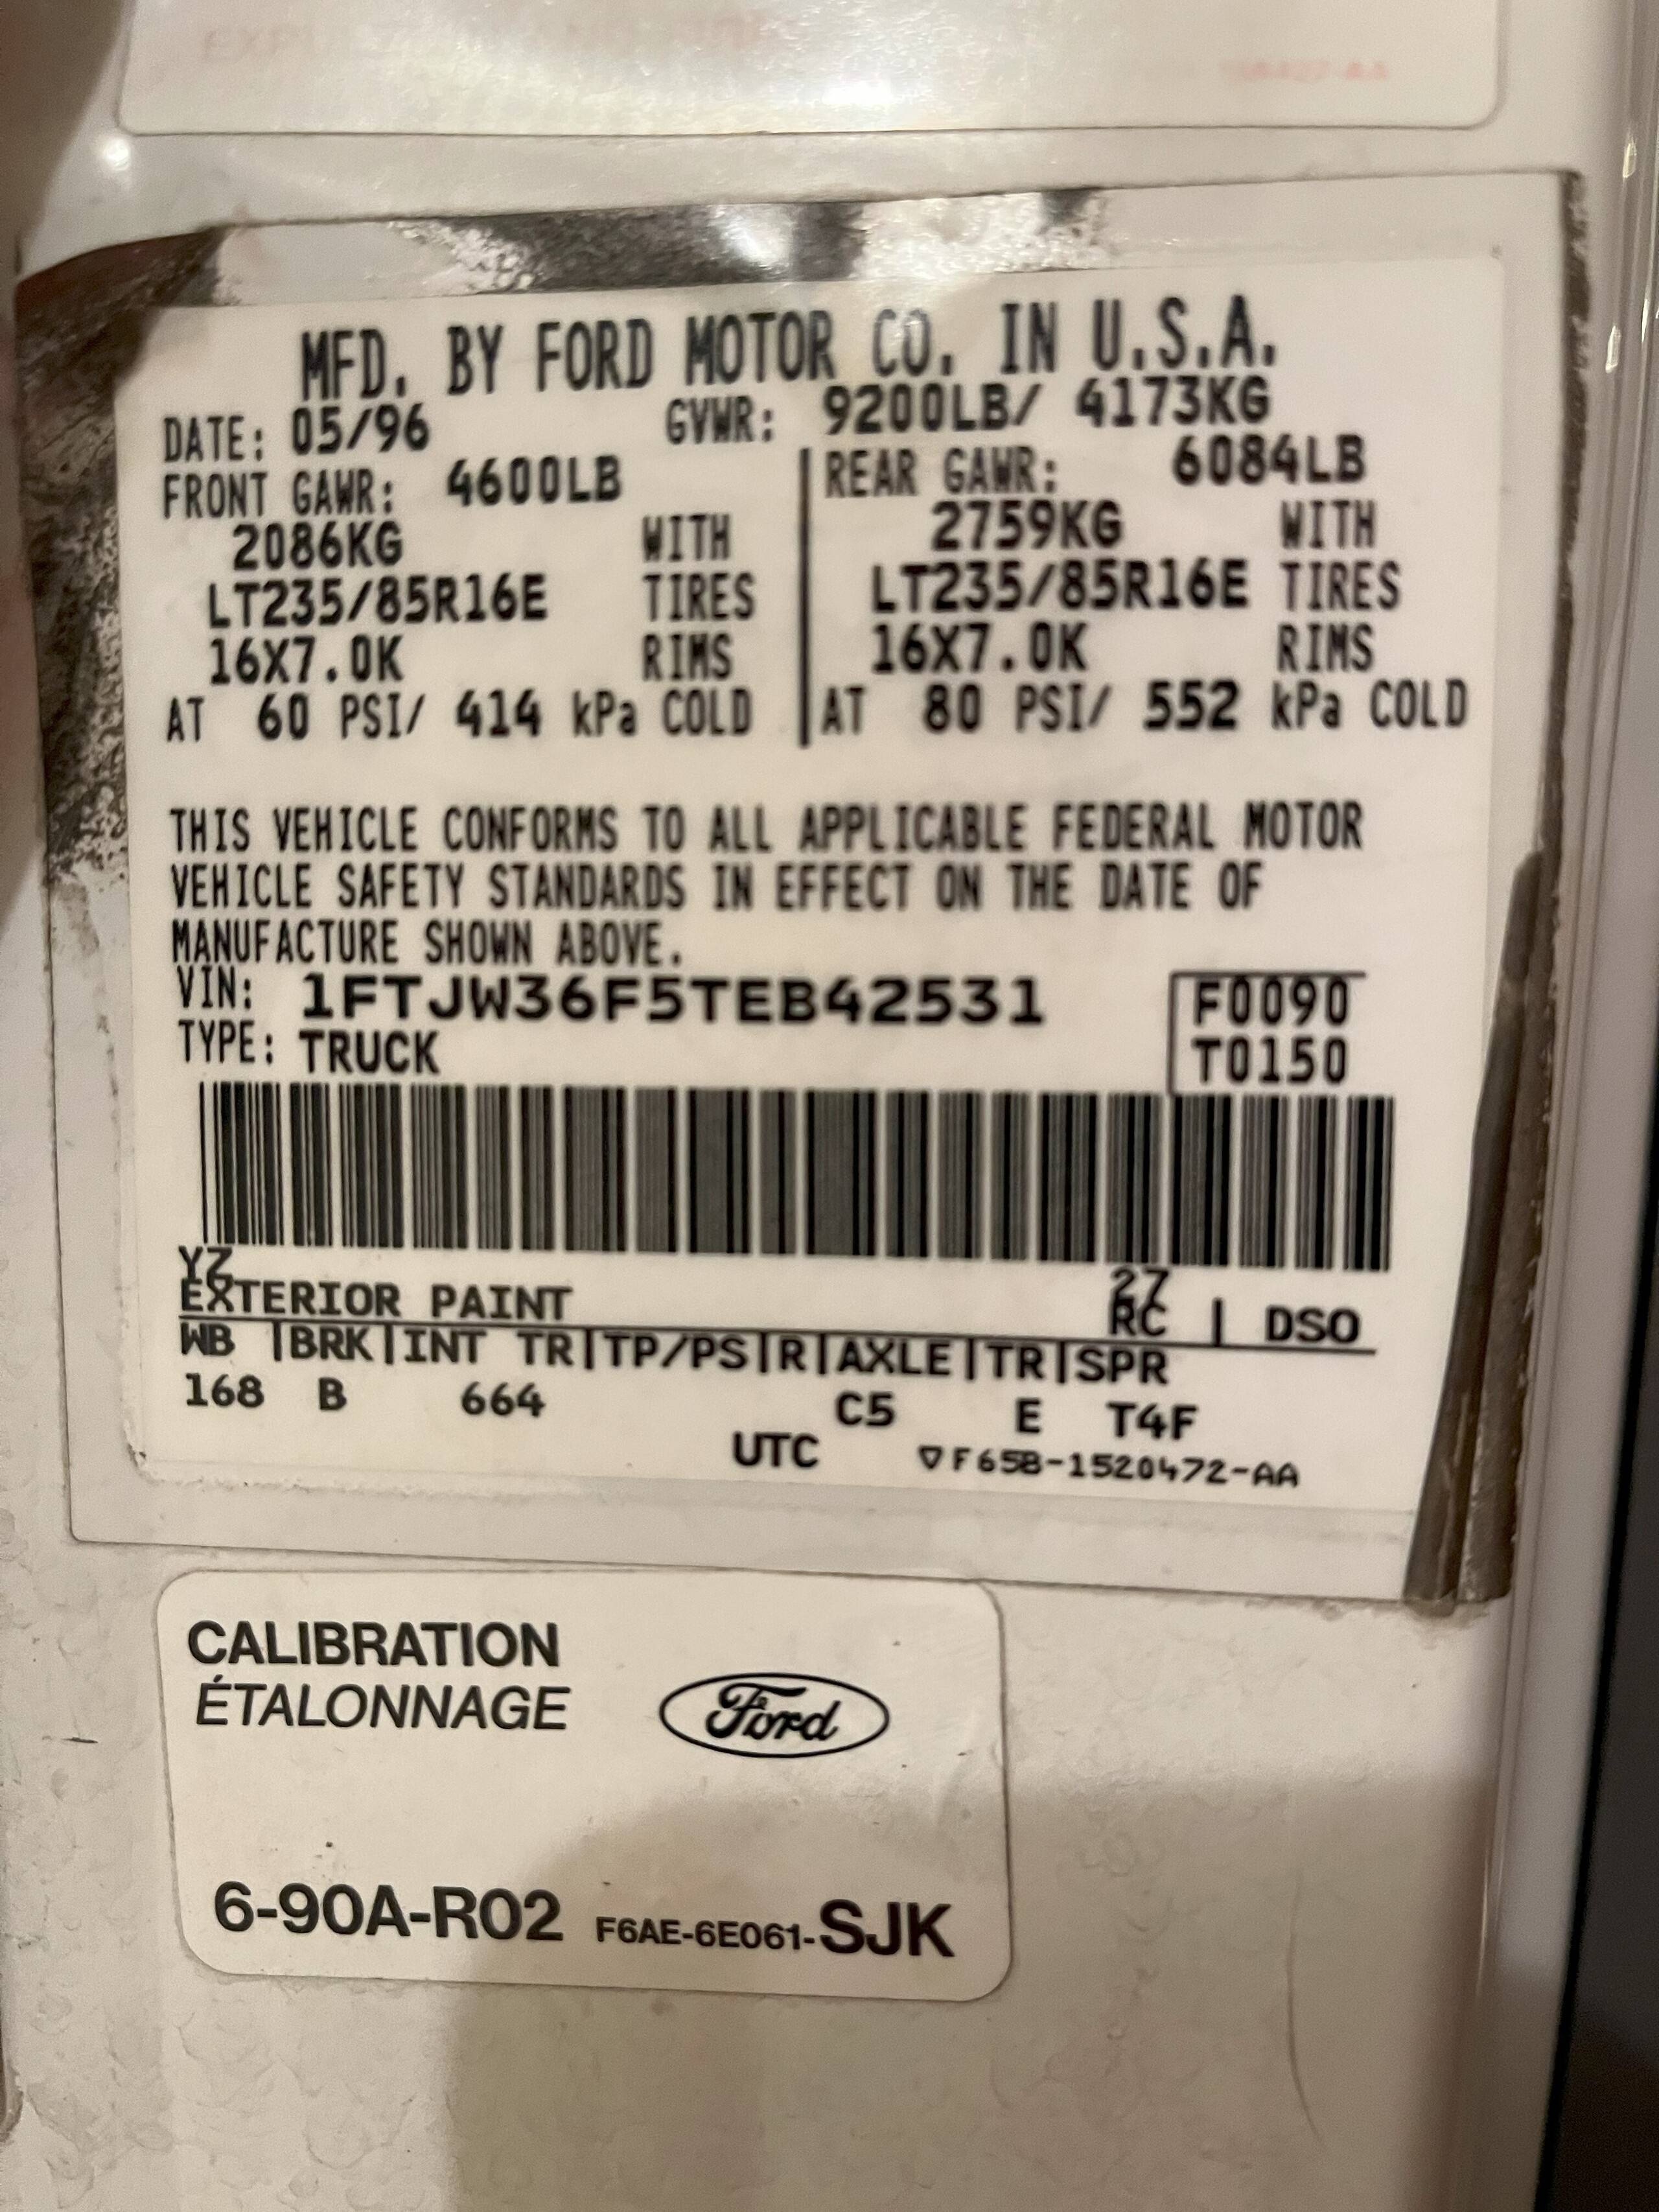 MFD. BY FORD MOTOR CO. IN U.S.A.
DATE: 05/96 GVWR: 9200LB/ 4173KG
FRONT GAWR: 4600LB REAR GAWR: 6084LB
2086KG WITH 2759KG WITH
LT235/85R16E TIRES LT235/85R16E TIRES
16X7.0K RIMS 16X7.0K RIMS
AT 60 PSI/ 414 kPa COLD AT 80 PSI/ 552 kPa COLD
THIS VEHICLE CONFORMS TO ALL APPLICABLE FEDERAL MOTOR
VEHICLE SAFETY STANDARDS IN EFFECT ON THE DATE OF
MANUFACTURE SHOWN ABOVE.
VIN: 1FTJW36F5TEB42531 F0090
TYPE: TRUCK T0150
YZ 27
EXTERIOR PAINT RC | DSO
WB |BRK|INT TR|TP/PS|R|AXLE|TR|SPR
168 B 664 C5 E T4F
UTC ▽F65B-1520472-AA
CALIBRATION
ÉTALONNAGE
Ford
6-90A-R02 F6AE-6E061-SJK